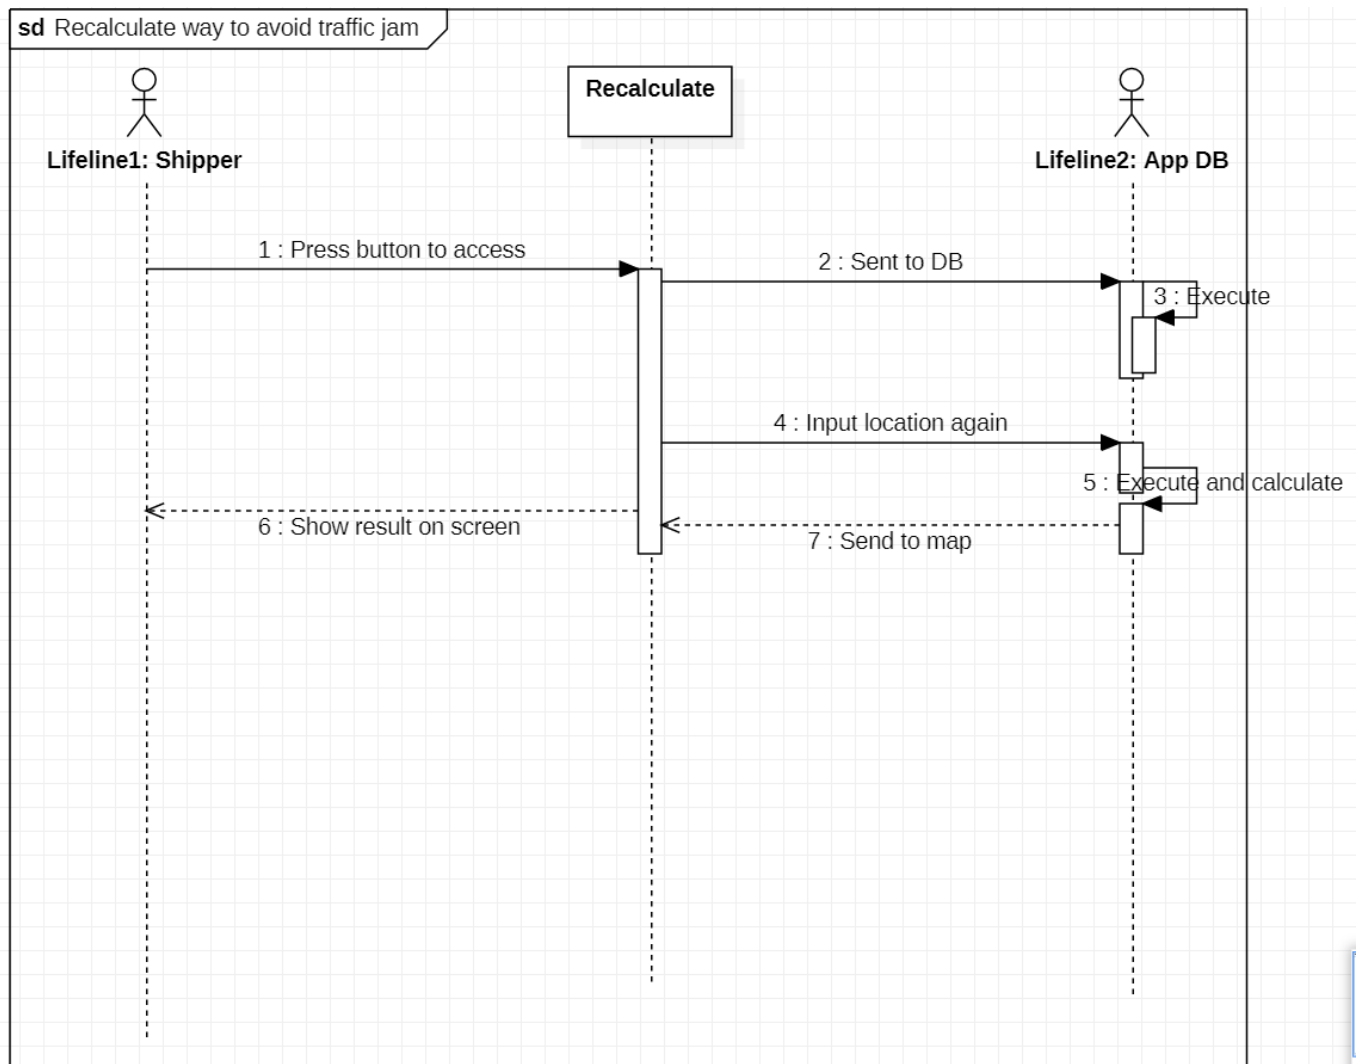 sd Recalculate way to avoid traffic jam
Recalculate
Lifeline1: Shipper
Lifeline2: App DB
1 : Press button to access
2 : Sent to DB
3 : Execute
4 : Input location again
5 : Execute and calculate
6 : Show result on screen
7 : Send to map